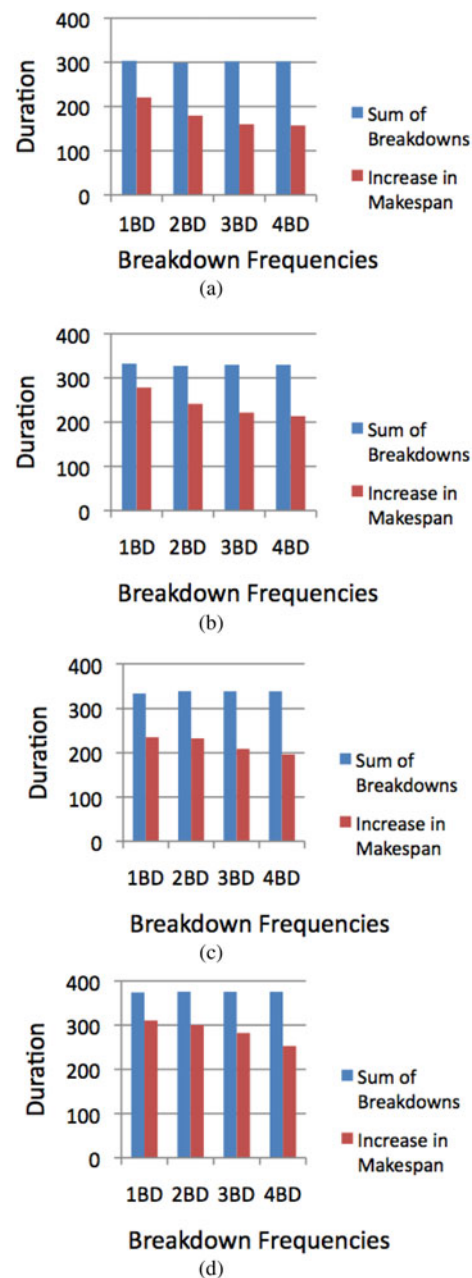 400
300
200
100
0
Duration
1BD 2BD 3BD 4BD
Breakdown Frequencies
Sum of
Breakdowns
Increase in
Makespan
(a)
400
300
200
100
0
Duration
1BD 2BD 3BD 4BD
Breakdown Frequencies
Sum of
Breakdowns
Increase in
Makespan
(b)
400
300
200
100
0
Duration
1BD 2BD 3BD 4BD
Breakdown Frequencies
Sum of
Breakdowns
Increase in
Makespan
(c)
400
300
200
100
0
Duration
1BD 2BD 3BD 4BD
Breakdown Frequencies
Sum of
Breakdowns
Increase in
Makespan
(d)